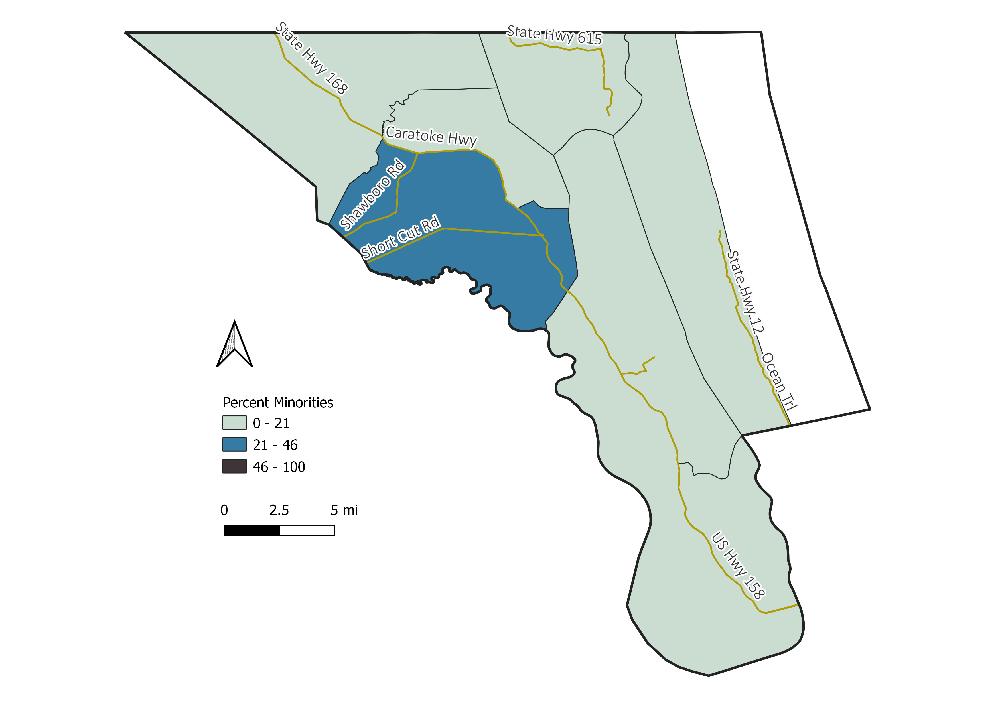 State Hwy 168
State Hwy 615
Caratoke Hwy
Shawboro Rd
Short Cut Rd
State Hwy 12
Ocean Trl
US Hwy 158
Percent Minorities
0 - 21
21 - 46
46 - 100
0 2.5 5 mi